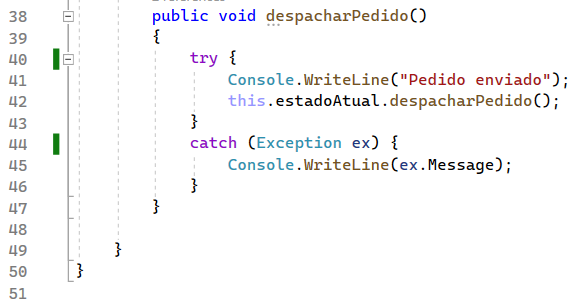 38 public void despacharPedido()
39 {
40 try {
41 Console.WriteLine("Pedido enviado");
42 this.estadoAtual.despacharPedido();
43 }
44 catch (Exception ex) {
45 Console.WriteLine(ex.Message);
46 }
47 }
48
49 }
50 }
51